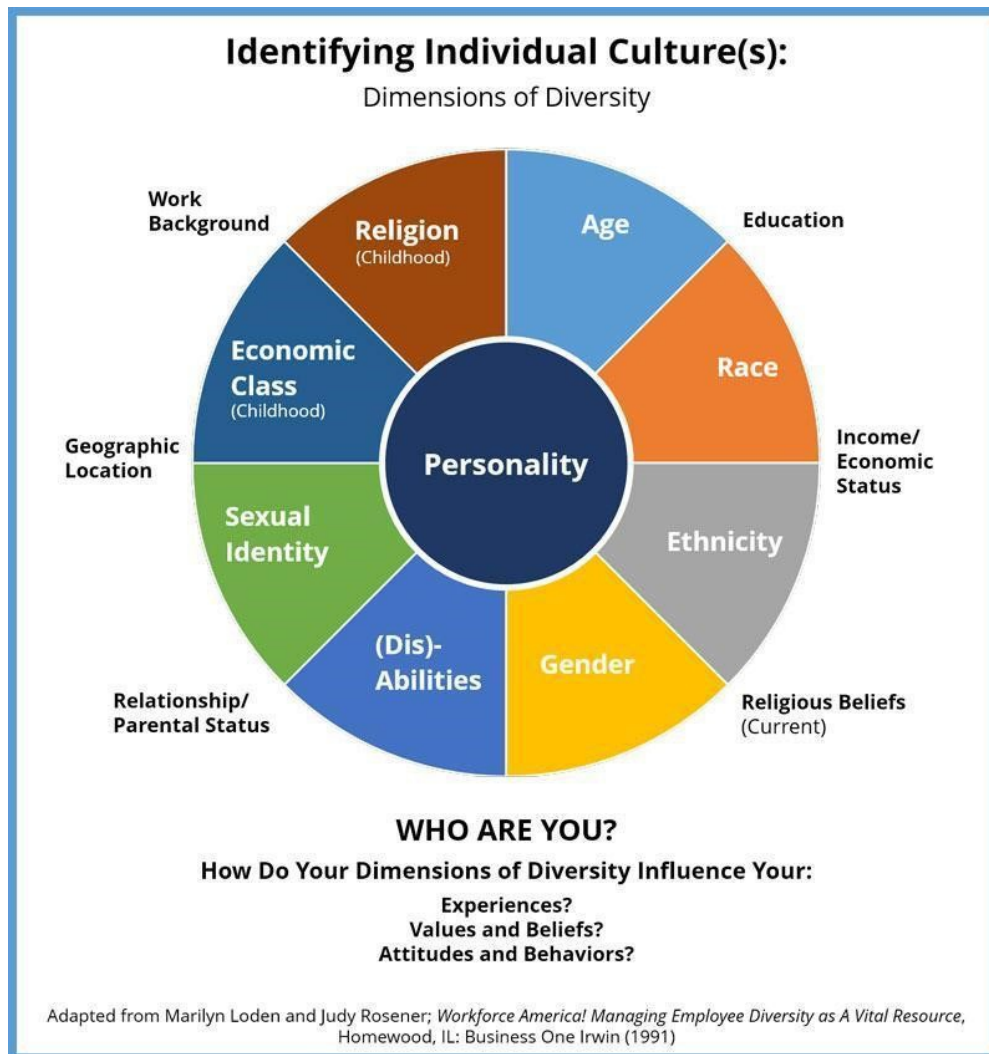 Identifying Individual Culture(s):
Dimensions of Diversity
Work
Background
Religion
(Childhood)
Age
Education
Economic
Class
(Childhood)
Race
Geographic
Location
Personality
Income/
Economic
Status
Sexual
Identity
Ethnicity
(Dis)-
Abilities
Gender
Relationship/
Parental Status
Religious Beliefs
(Current)
WHO ARE YOU?
How Do Your Dimensions of Diversity Influence Your:
Experiences?
Values and Beliefs?
Attitudes and Behaviors?
Adapted from Marilyn Loden and Judy Rosener; Workforce America! Managing Employee Diversity as A Vital Resource,
Homewood, IL: Business One Irwin (1991)